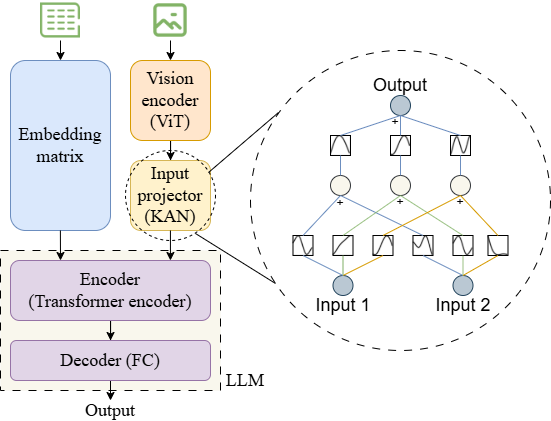 Embedding
matrix
Vision
encoder
(ViT)
Input
projector
(KAN)
Encoder
(Transformer encoder)
Decoder (FC)
LLM
Output
Output
+
+
+
+
Input 1
Input 2